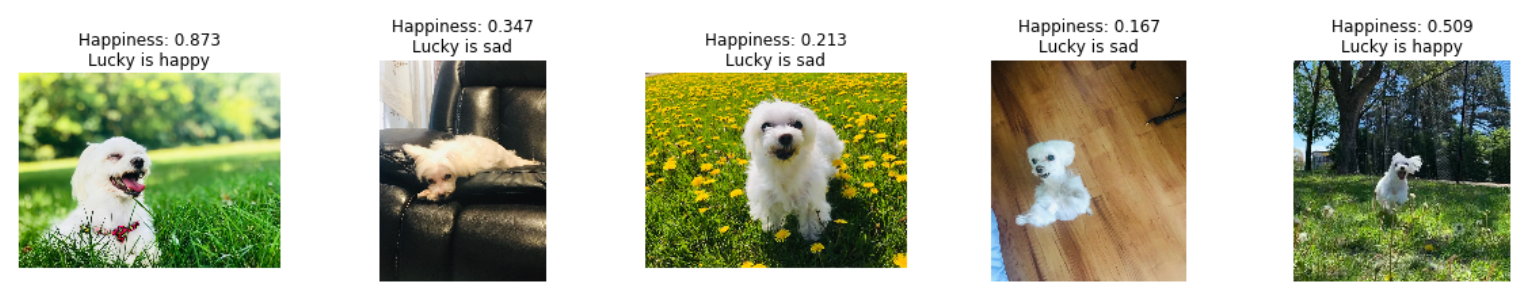 Happiness: 0.873
Lucky is happy
Happiness: 0.347
Lucky is sad
Happiness: 0.213
Lucky is sad
Happiness: 0.167
Lucky is sad
Happiness: 0.509
Lucky is happy